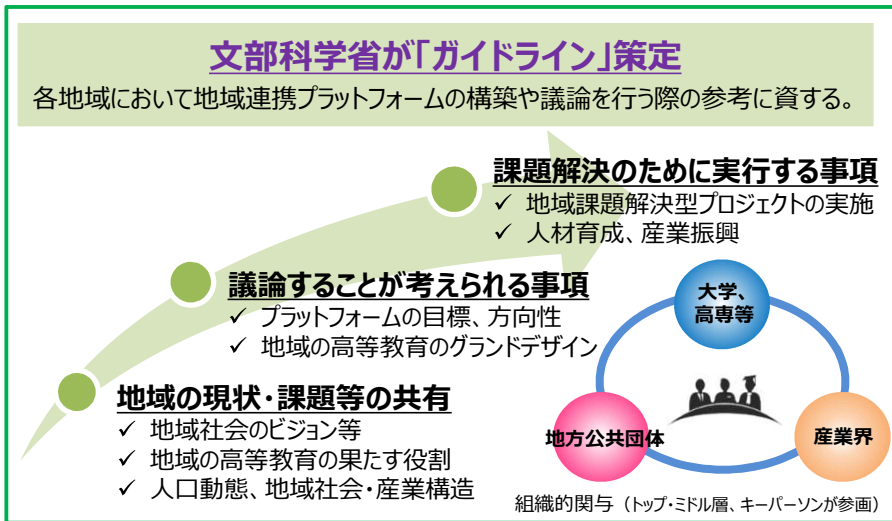 文部科学省が「ガイドライン」策定
各地域において地域連携プラットフォームの構築や議論を行う際の参考に資する。
課題解決のために実行する事項
✓ 地域課題解決型プロジェクトの実施
✓ 人材育成、産業振興
議論することが考えられる事項
✓ プラットフォームの目標、方向性
✓ 地域の高等教育のグランドデザイン
地域の現状・課題等の共有
✓ 地域社会のビジョン等
✓ 地域の高等教育の果たす役割
✓ 人口動態、地域社会・産業構造
大学、
高専等
地方公共団体
産業界
組織的関与（トップ・ミドル層、キーパーソンが参画）